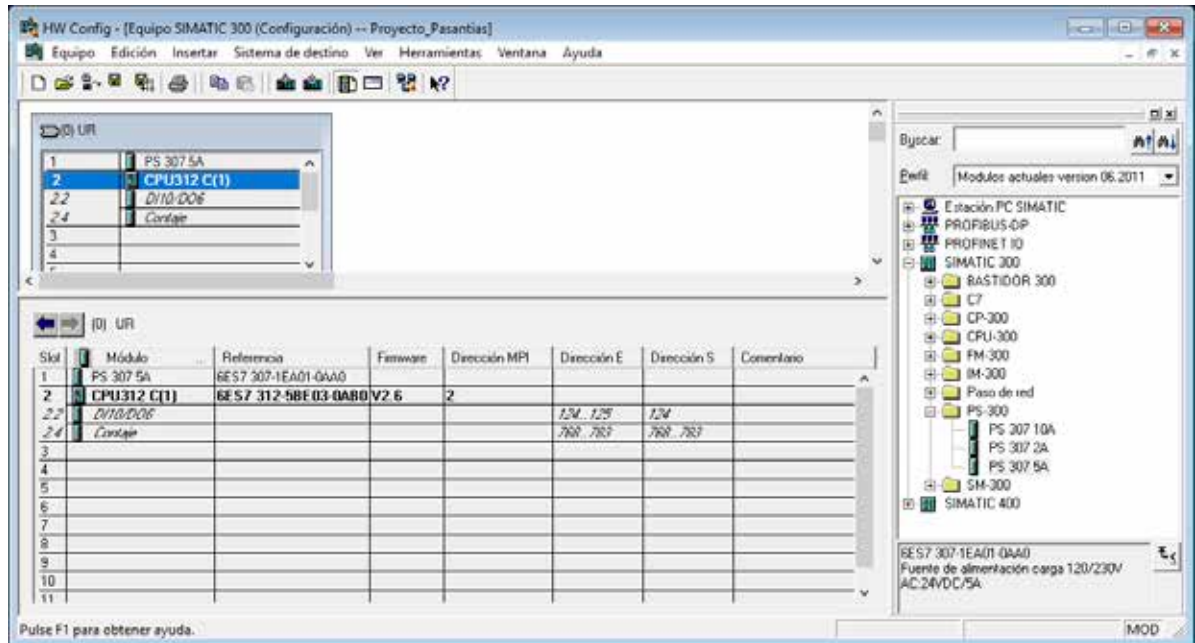 HW Config - [Equipo SIMATIC 300 (Configuración) -- Proyecto_Pasantias]
Equipo Edición Insertar Sistema de destino Ver Herramientas Ventana Ayuda
(0) UR
1 PS 307 5A
2 CPU312 C(1)
2.2 DI10/DO6
2.4 Contaje
3
4
Buscar:
Perfil: Modulos actuales version 06.2011
Estación PC SIMATIC
PROFIBUS-DP
PROFINET IO
SIMATIC 300
BASTIDOR 300
C7
CP-300
CPU-300
FM-300
IM-300
Paso de red
PS-300
PS 307 10A
PS 307 2A
PS 307 5A
SM-300
SIMATIC 400
6ES7 307-1EA01-0AA0
Fuente de alimentación carga 120/230V
AC:24VDC/5A
(0) UR
Slot Módulo ... Referencia Firmware Dirección MPI Dirección E Dirección S Comentario
1 PS 307 5A 6ES7 307-1EA01-0AA0
2 CPU312 C(1) 6ES7 312-5BE03-0AB0 V2.6 2
2.2 DI10/DO6 124...125 124
2.4 Contaje 768...783 768...783
3
4
5
6
7
8
9
10
11
Pulse F1 para obtener ayuda.
MOD